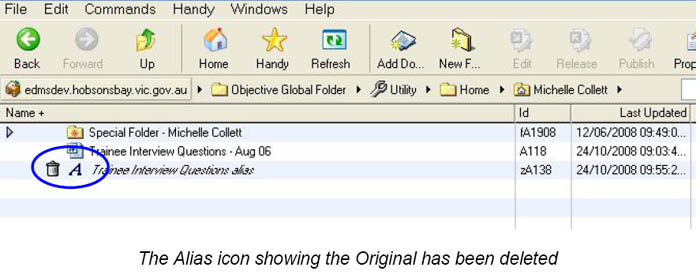 File Edit Commands Handy Windows Help
Back Forward Up Home Handy Refresh Add Do... New F... Edit Release Publish Prop
edmsdev.hobsonsbay.vic.gov.au Objective Global Folder Utility Home Michelle Collett
Name + Id Last Updated
Special Folder - Michelle Collett fA1908 12/06/2008 09:49:0...
Trainee Interview Questions - Aug 06 A118 24/10/2008 09:03:4...
A Trainee Interview Questions alias zA138 24/10/2008 09:55:2...
The Alias icon showing the Original has been deleted